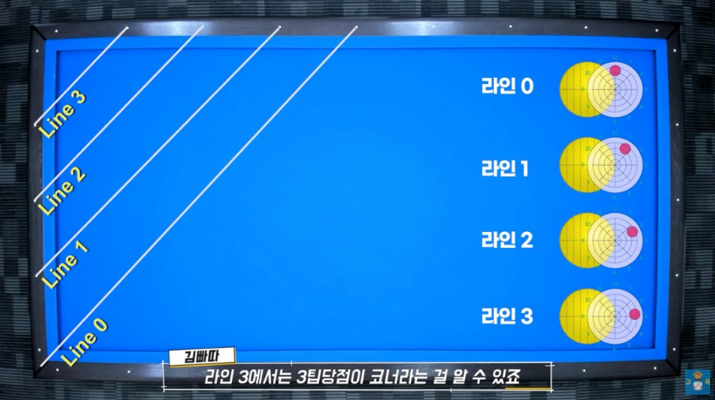 Line 3
Line 2
Line 1
Line 0
라인 0
라인 1
라인 2
라인 3
김빠따
라인 3에서는 3팁당점이 코너라는 걸 알 수 있죠